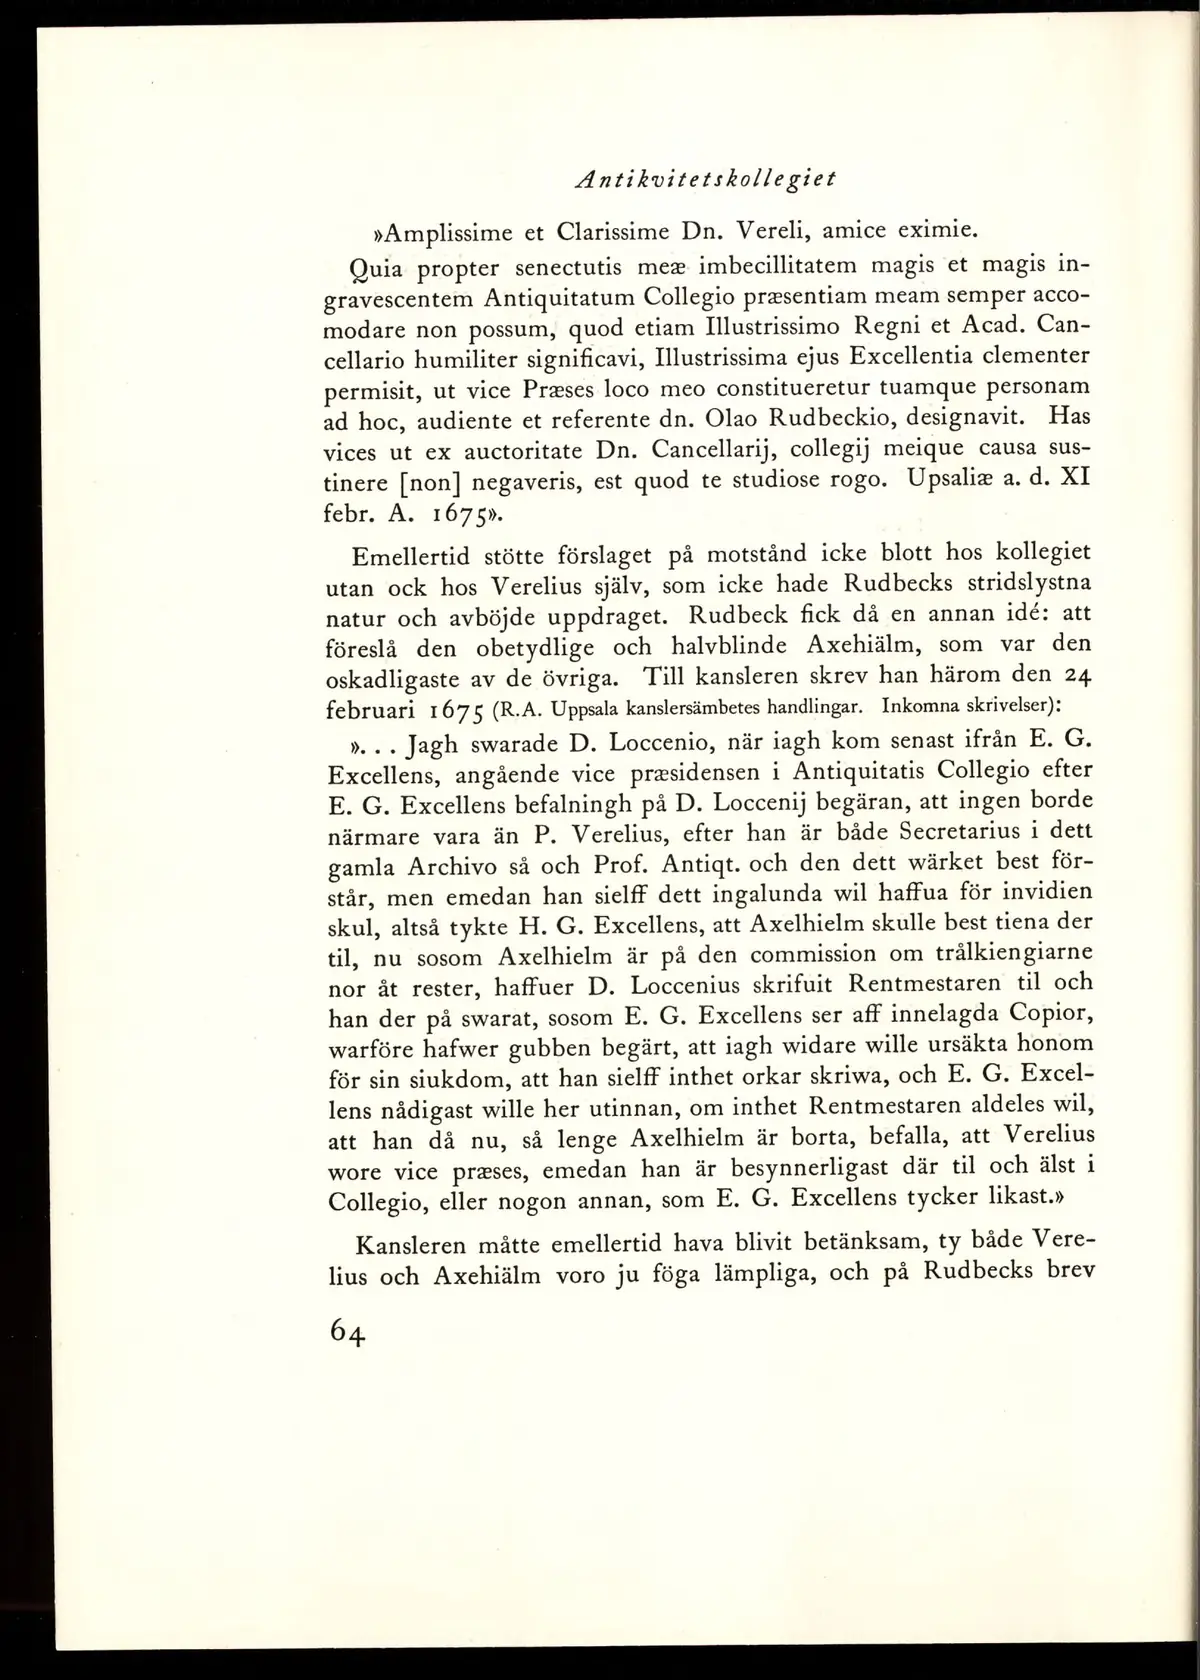 Antikvitetskollegiet
»Amplissime et Clarissime Dn. Vereli, amice eximie.
Quia propter senectutis meæ imbecillitatem magis et magis in-
gravescentem Antiquitatum Collegio præsentiam meam semper acco-
modare non possum, quod etiam Illustrissimo Regni et Acad. Can-
cellario humiliter significavi, Illustrissima ejus Excellentia clementer
permisit, ut vice Præses loco meo constitueretur tuamque personam
ad hoc, audiente et referente dn. Olao Rudbeckio, designavit. Has
vices ut ex auctoritate Dn. Cancellarij, collegij meique causa sus-
tinere [non] negaveris, est quod te studiose rogo. Upsaliæ a. d. XI
febr. A. 1675».
Emellertid stötte förslaget på motstånd icke blott hos kollegiet
utan ock hos Verelius själv, som icke hade Rudbecks stridslystna
natur och avböjde uppdraget. Rudbeck fick då en annan idé: att
föreslå den obetydlige och halvblinde Axehiälm, som var den
oskadligaste av de övriga. Till kansleren skrev han härom den 24
februari 1675 (R.A. Uppsala kanslersämbetes handlingar. Inkomna skrivelser):
». . . Jagh swarade D. Loccenio, när iagh kom senast ifrån E. G.
Excellens, angående vice præsidensen i Antiquitatis Collegio efter
E. G. Excellens befalningh på D. Loccenij begäran, att ingen borde
närmare vara än P. Verelius, efter han är både Secretarius i dett
gamla Archivo så och Prof. Antiqt. och den dett wärket best för-
står, men emedan han sielff dett ingalunda wil haffua för invidien
skul, altså tykte H. G. Excellens, att Axelhielm skulle best tiena der
til, nu sosom Axelhielm är på den commission om trålkiengiarne
nor åt rester, haffuer D. Loccenius skrifuit Rentmestaren til och
han der på swarat, sosom E. G. Excellens ser aff innelagda Copior,
warföre hafwer gubben begärt, att iagh widare wille ursäkta honom
för sin siukdom, att han sielff inthet orkar skriwa, och E. G. Excel-
lens nådigast wille her utinnan, om inthet Rentmestaren aldeles wil,
att han då nu, så lenge Axelhielm är borta, befalla, att Verelius
wore vice præses, emedan han är besynnerligast där til och älst i
Collegio, eller nogon annan, som E. G. Excellens tycker likast.»
Kansleren måtte emellertid hava blivit betänksam, ty både Vere-
lius och Axehiälm voro ju föga lämpliga, och på Rudbecks brev
64